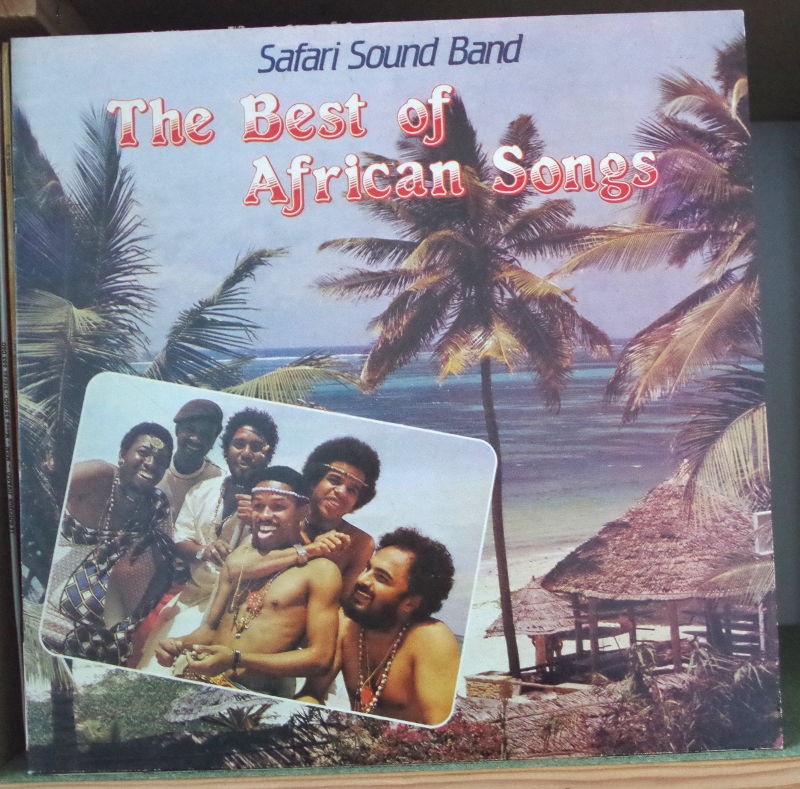 Safari Sound Band
The Best of
African Songs